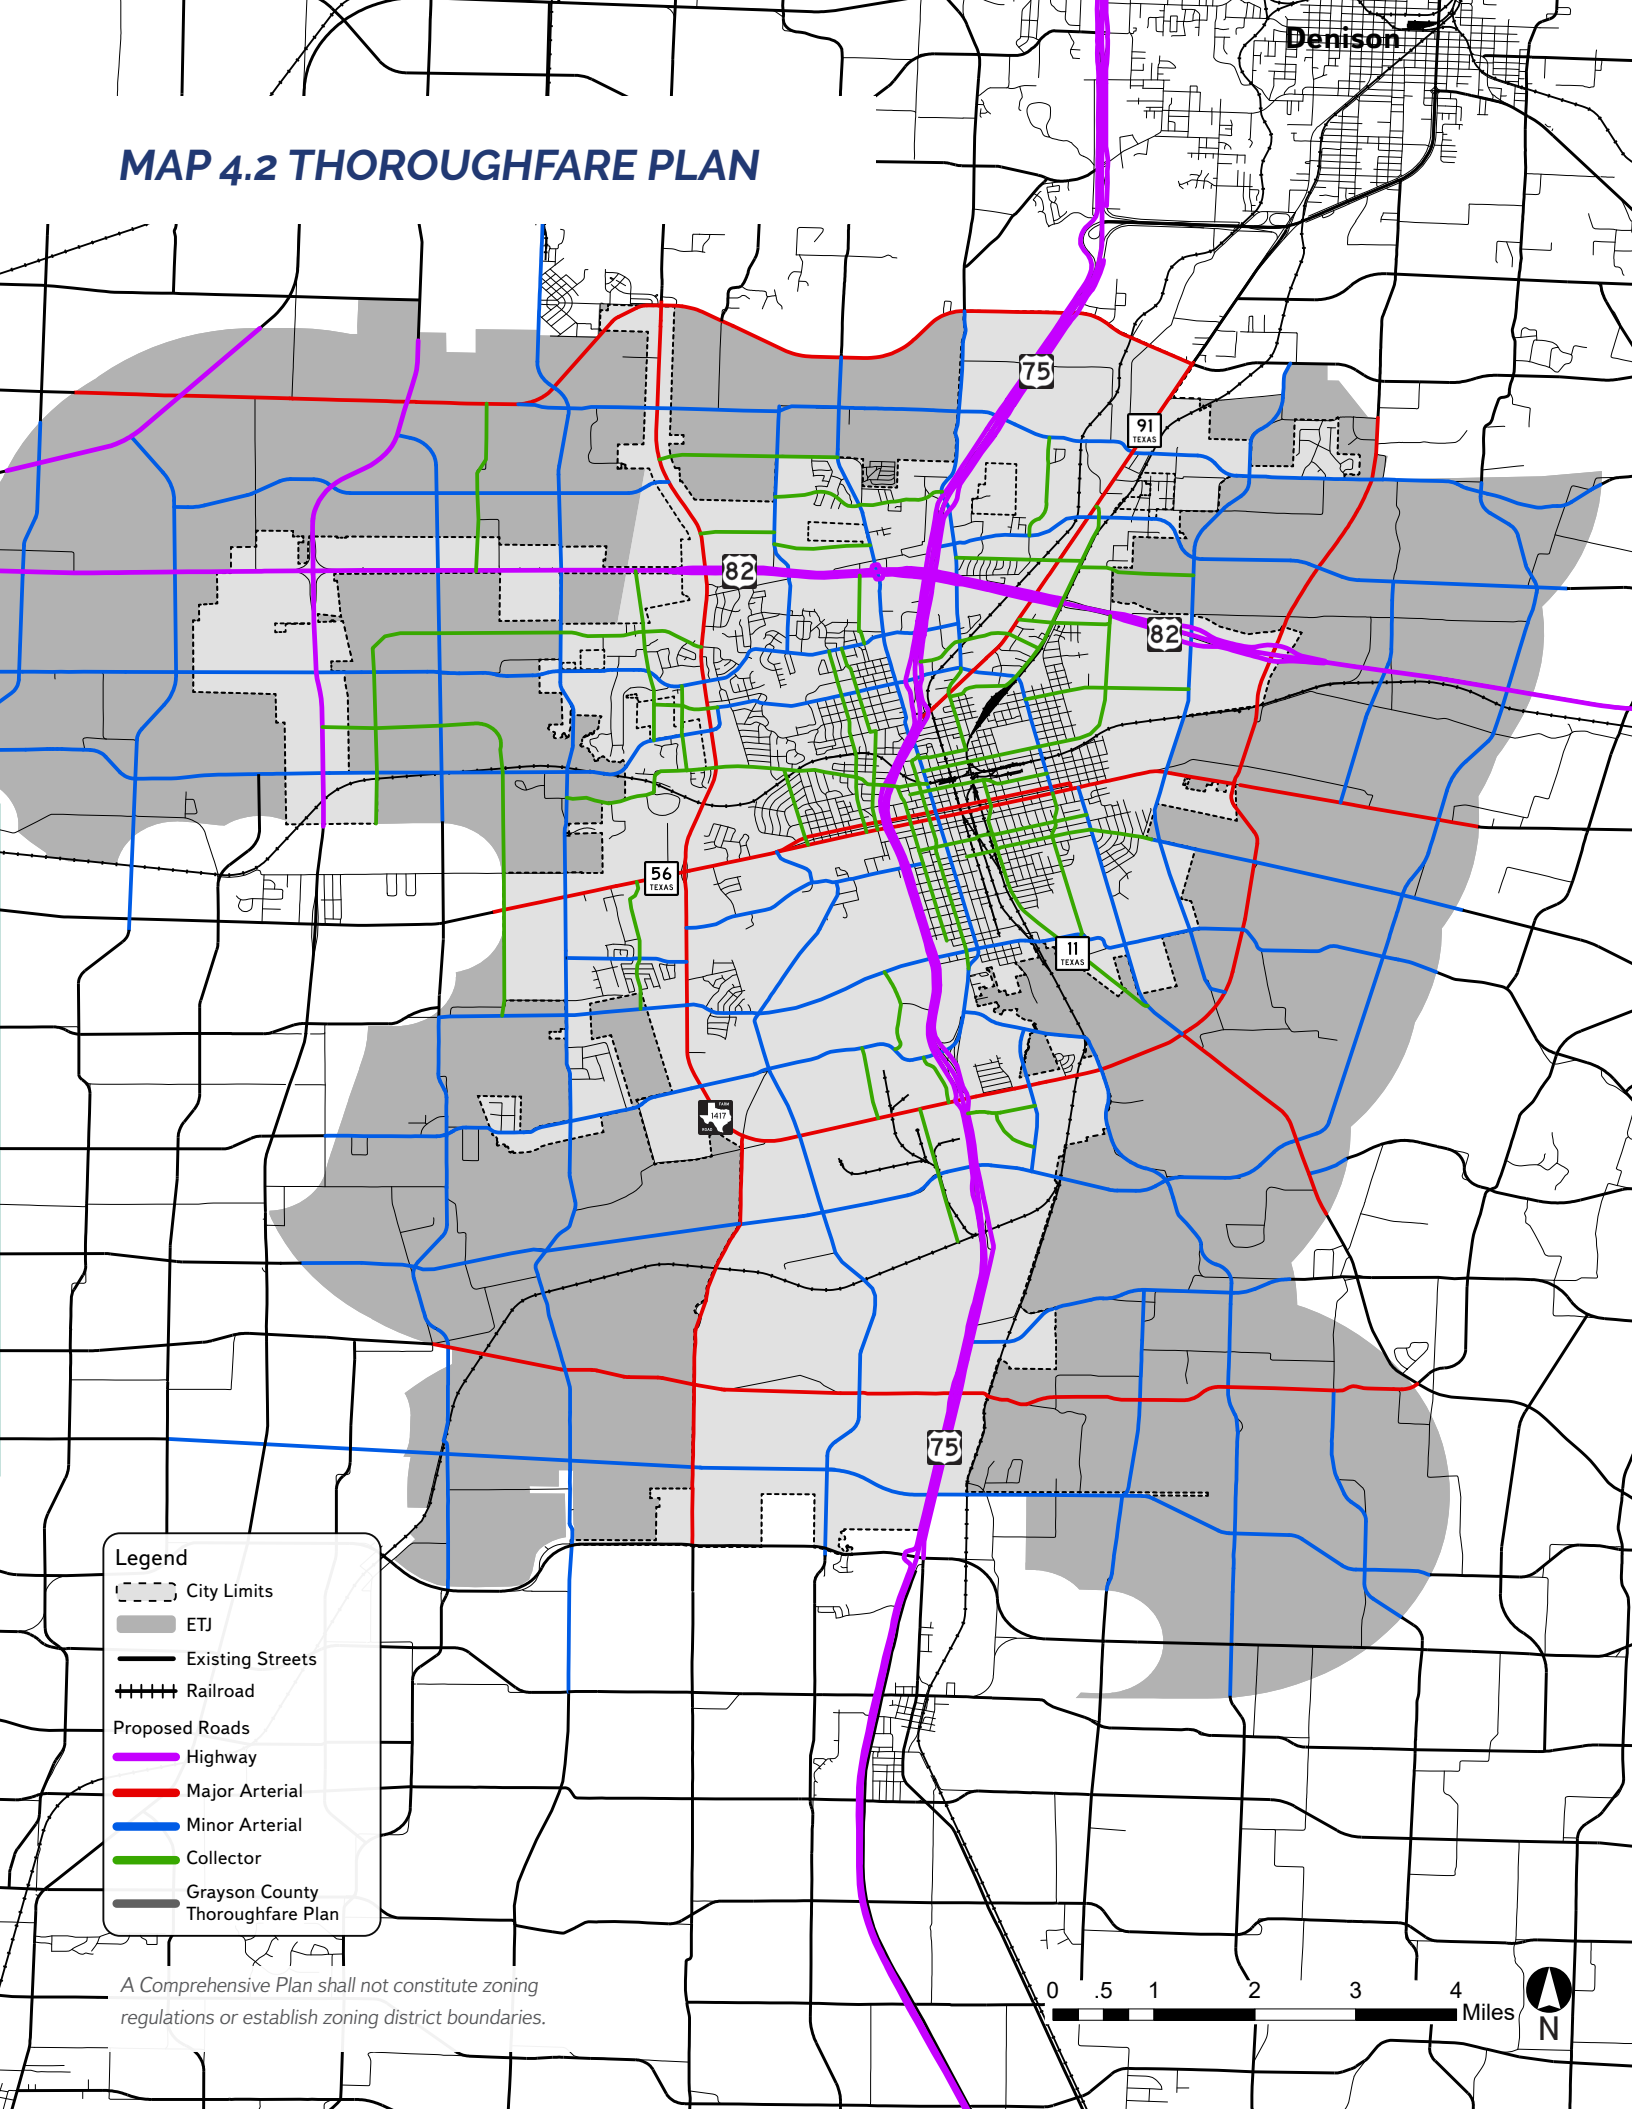 Denison
MAP 4.2 THOROUGHFARE PLAN
75
91
TEXAS
82
82
56
TEXAS
11
TEXAS
FARM
1417
ROAD
75
Legend
City Limits
ETJ
Existing Streets
Railroad
Proposed Roads
Highway
Major Arterial
Minor Arterial
Collector
Grayson County
Thoroughfare Plan
A Comprehensive Plan shall not constitute zoning
regulations or establish zoning district boundaries.
0 .5 1 2 3 4
Miles
N